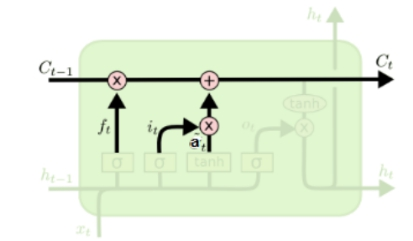 h_t
C_{t-1} C_t
tanh
f_t i_t o_t
ã_t
σ σ tanh σ
h_{t-1} h_t
x_t